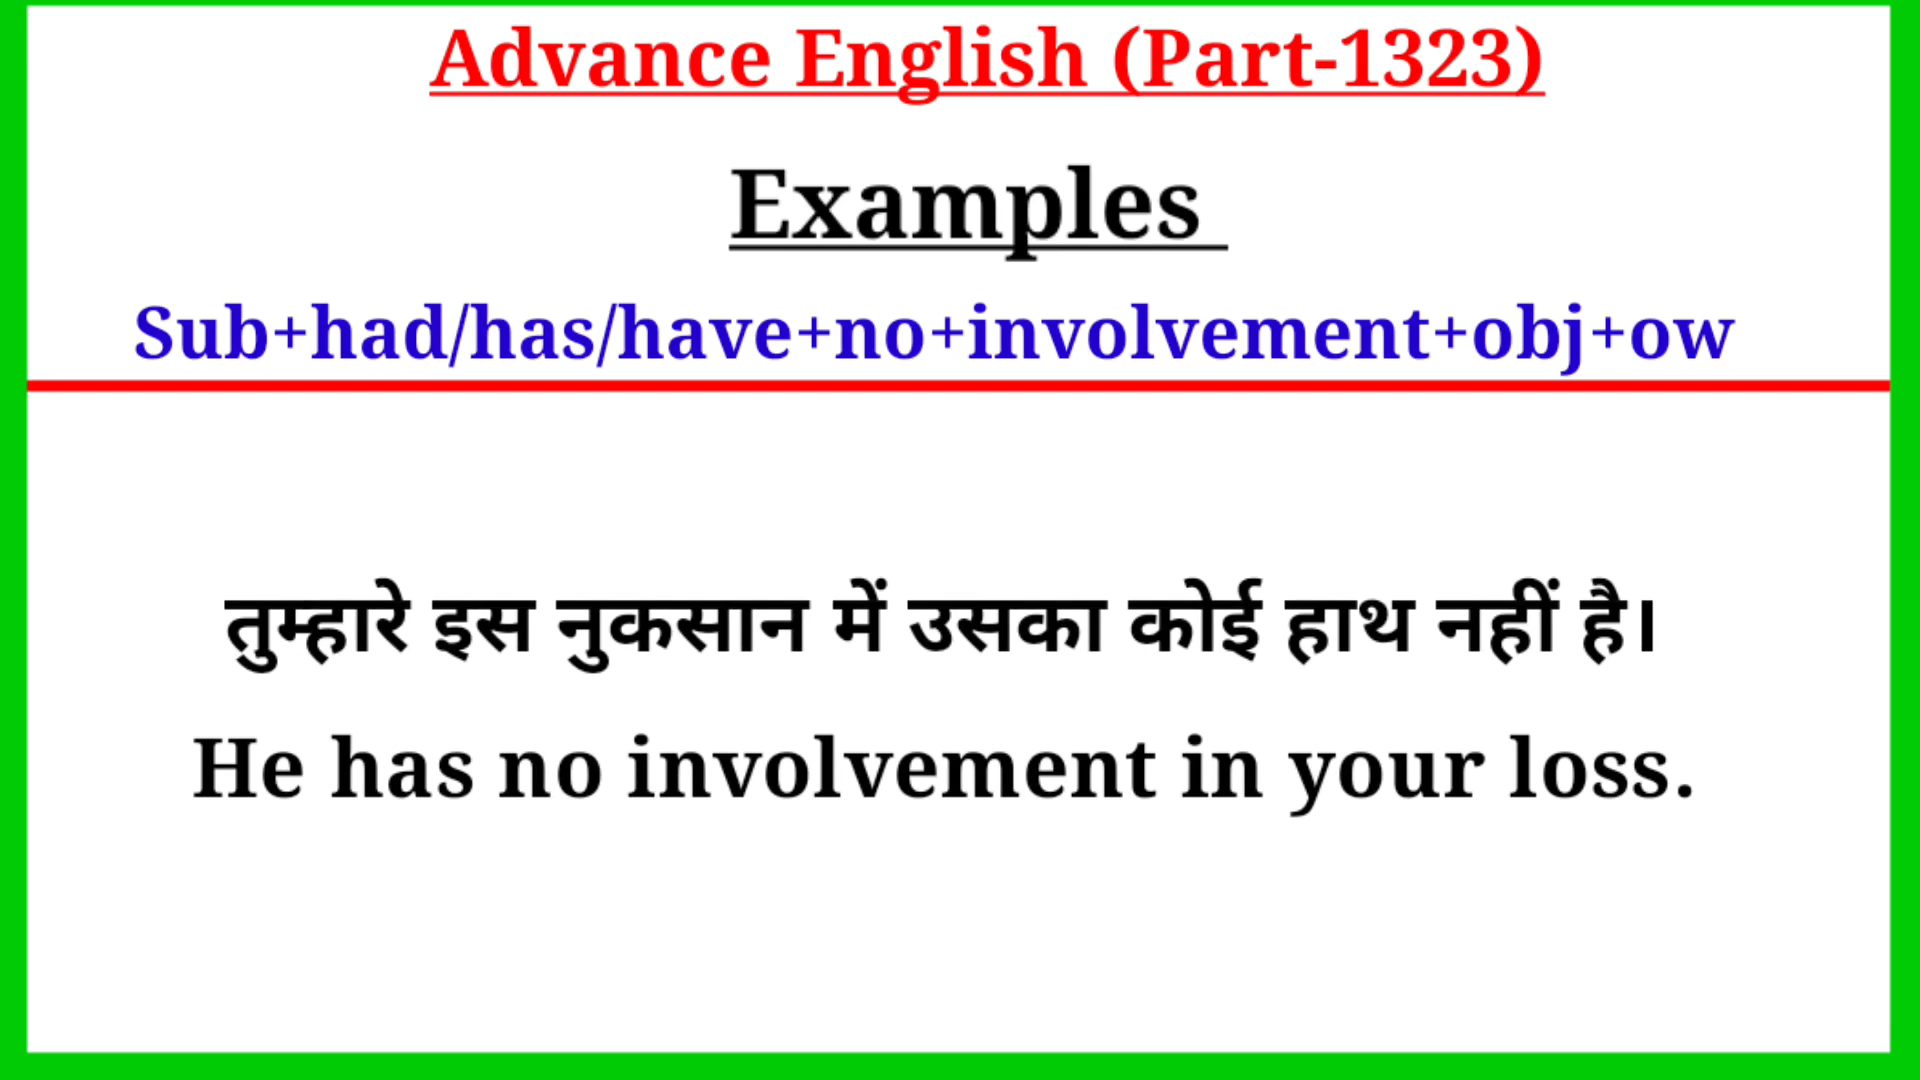 Advance English (Part-1323)
Examples
Sub+had/has/have+no+involvement+obj+ow
तुम्हारे इस नुकसान में उसका कोई हाथ नहीं है।
He has no involvement in your loss.